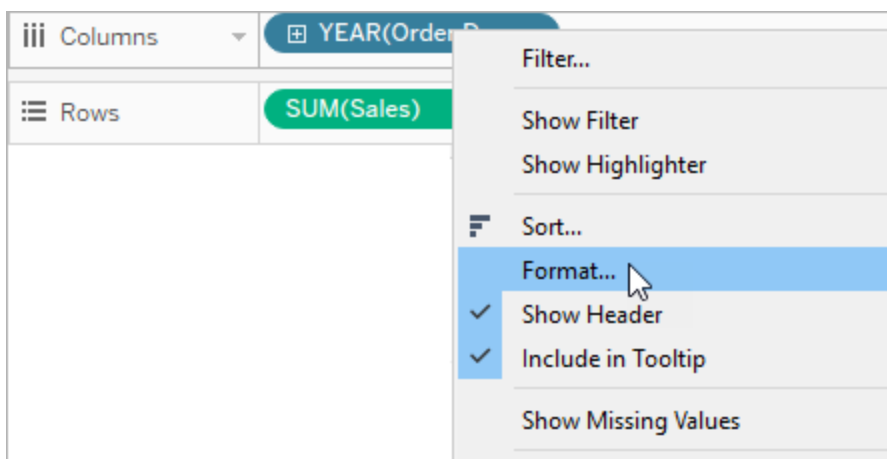 Columns
YEAR(Order
Rows
SUM(Sales)
Filter...
Show Filter
Show Highlighter
Sort...
Format...
Show Header
Include in Tooltip
Show Missing Values